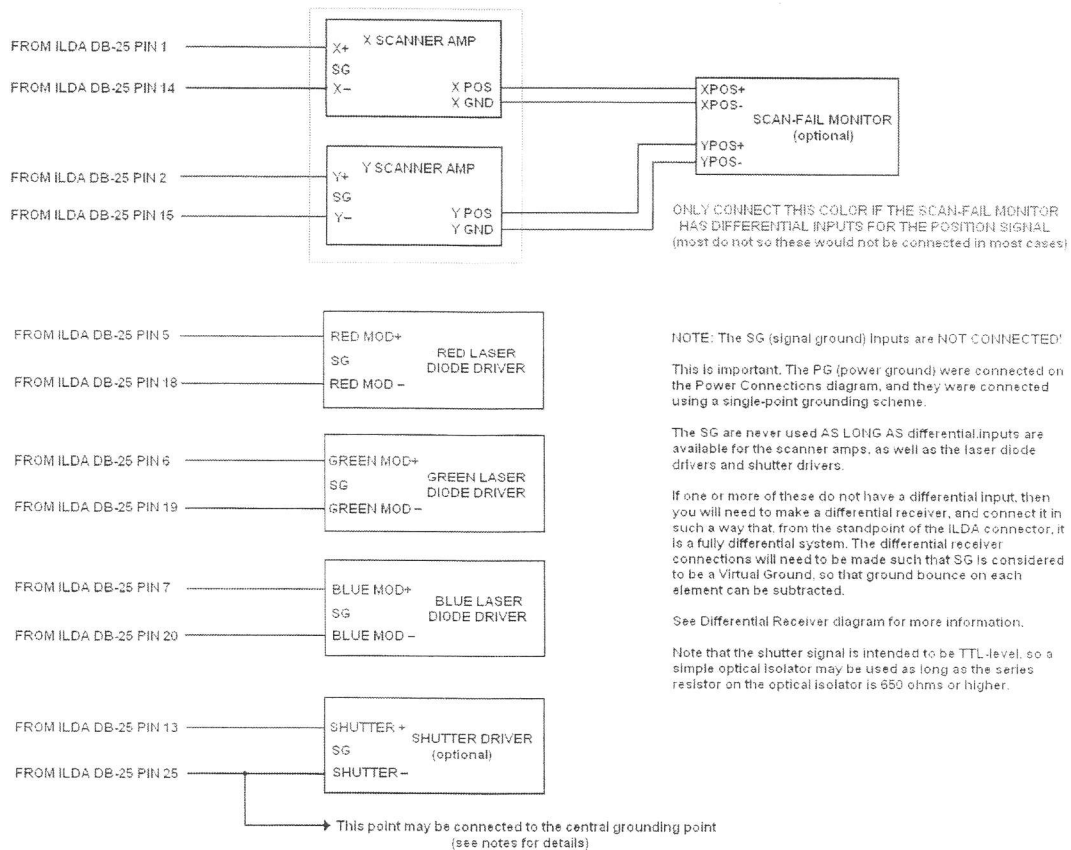 FROM ILDA DB-25 PIN 1
X+
X SCANNER AMP
SG
FROM ILDA DB-25 PIN 14
X–
X POS
X GND
XPOS+
XPOS-
SCAN-FAIL MONITOR
(optional)
YPOS+
YPOS-
FROM ILDA DB-25 PIN 2
Y+
Y SCANNER AMP
SG
FROM ILDA DB-25 PIN 15
Y–
Y POS
Y GND
ONLY CONNECT THIS COLOR IF THE SCAN-FAIL MONITOR
HAS DIFFERENTIAL INPUTS FOR THE POSITION SIGNAL
(most do not so these would not be connected in most cases)
FROM ILDA DB-25 PIN 5
RED MOD+
SG
RED LASER
DIODE DRIVER
FROM ILDA DB-25 PIN 18
RED MOD –
FROM ILDA DB-25 PIN 6
GREEN MOD+
SG
GREEN LASER
DIODE DRIVER
FROM ILDA DB-25 PIN 19
GREEN MOD –
FROM ILDA DB-25 PIN 7
BLUE MOD+
SG
BLUE LASER
DIODE DRIVER
FROM ILDA DB-25 PIN 20
BLUE MOD –
FROM ILDA DB-25 PIN 13
SHUTTER +
SG
SHUTTER DRIVER
(optional)
FROM ILDA DB-25 PIN 25
SHUTTER –
This point may be connected to the central grounding point
(see notes for details)
NOTE: The SG (signal ground) Inputs are NOT CONNECTED!
This is important. The PG (power ground) were connected on
the Power Connections diagram, and they were connected
using a single-point grounding scheme.
The SG are never used AS LONG AS differential.inputs are
available for the scanner amps, as well as the laser diode
drivers and shutter drivers.
If one or more of these do not have a differential input, then
you will need to make a differential receiver, and connect it in
such a way that, from the standpoint of the ILDA connector, it
is a fully differential system. The differential receiver
connections will need to be made such that SG is considered
to be a Virtual Ground, so that ground bounce on each
element can be subtracted.
See Differential Receiver diagram for more information.
Note that the shutter signal is intended to be TTL-level, so a
simple optical isolator may be used as long as the series
resistor on the optical isolator is 650 ohms or higher.